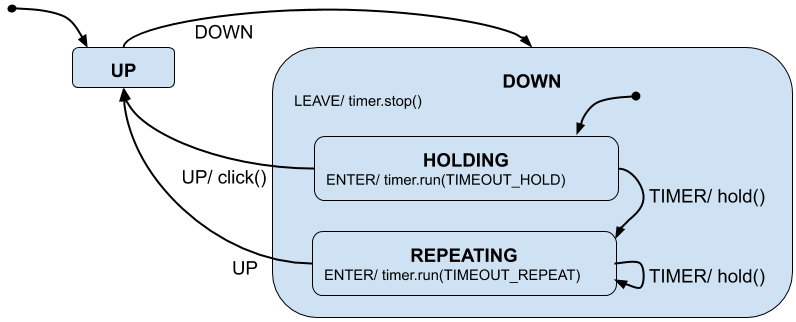 DOWN
UP
DOWN
LEAVE/ timer.stop()
HOLDING
ENTER/ timer.run(TIMEOUT_HOLD)
UP/ click()
TIMER/ hold()
REPEATING
ENTER/ timer.run(TIMEOUT_REPEAT)
UP
TIMER/ hold()